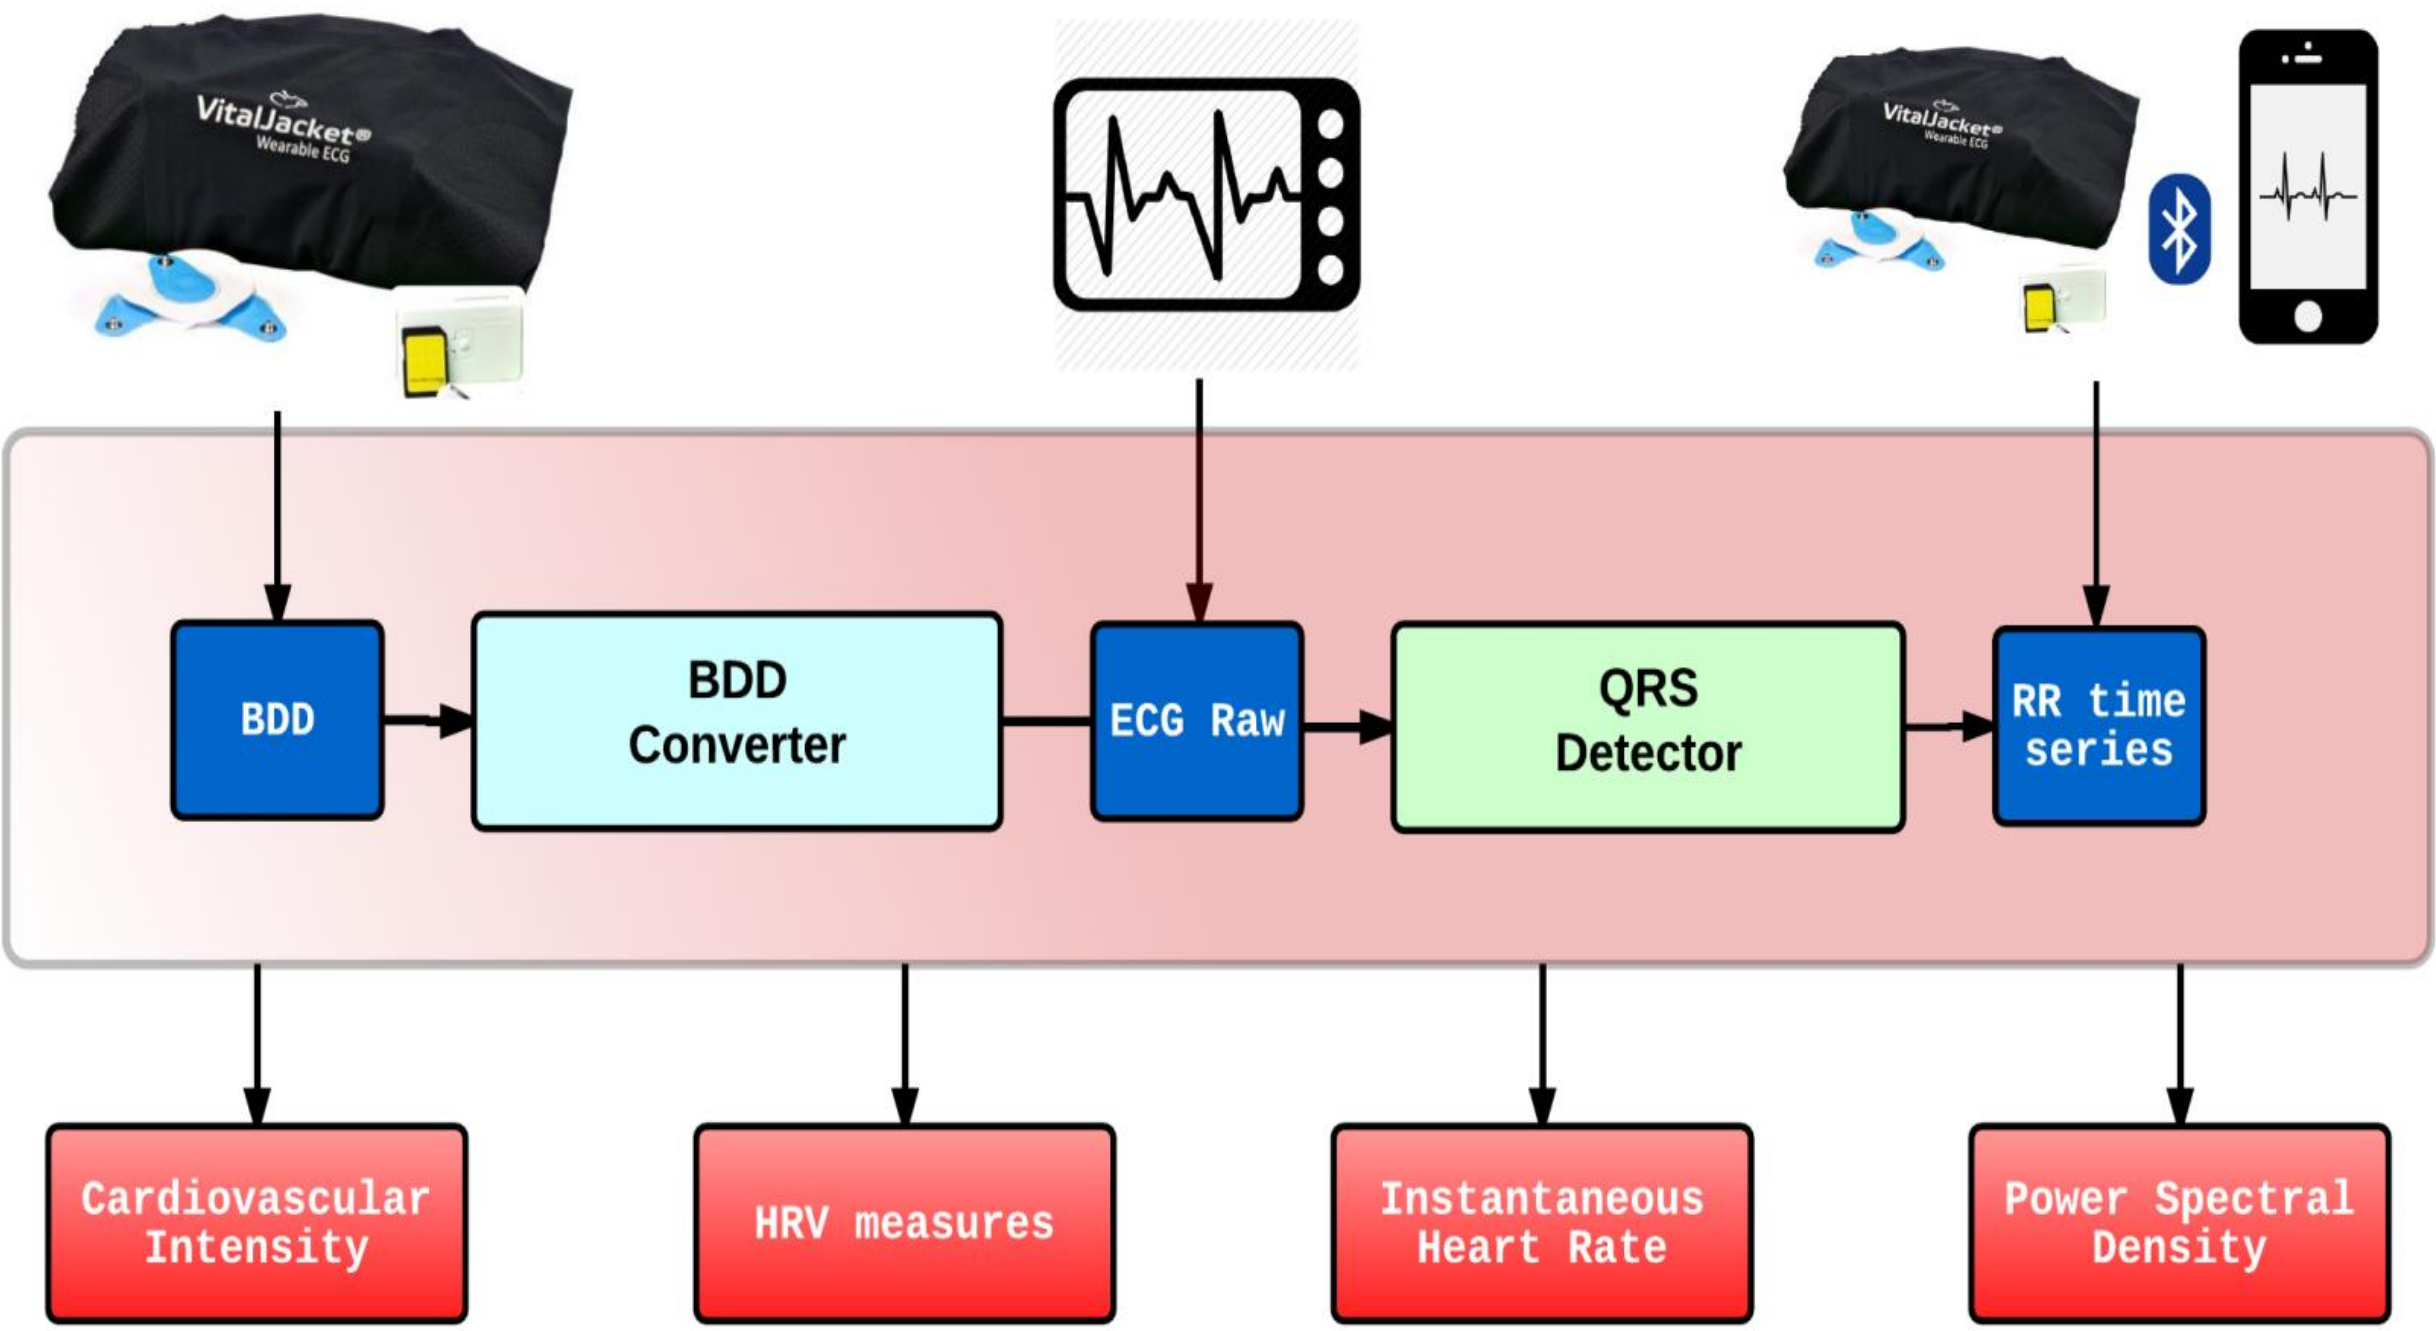 VitalJacket®
Wearable ECG
VitalJacket®
Wearable ECG
BDD
BDD
Converter
ECG Raw
QRS
Detector
RR time
series
Cardiovascular
Intensity
HRV measures
Instantaneous
Heart Rate
Power Spectral
Density